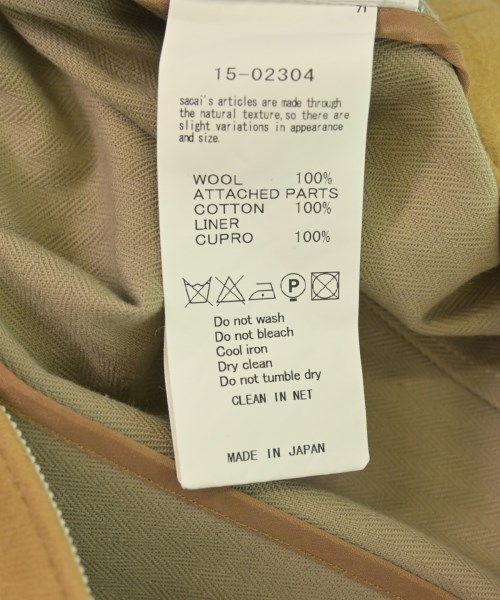 71
15-02304
sacai's articles are made through
the natural texture, so there are
slight variations in appearance
and size.
WOOL 100%
ATTACHED PARTS
COTTON 100%
LINER
CUPRO 100%
P
Do not wash
Do not bleach
Cool iron
Dry clean
Do not tumble dry
CLEAN IN NET
MADE IN JAPAN